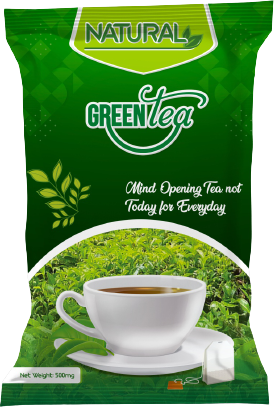 NATURAL
GREEN tea
Mind Opening Tea not
Today for Everyday
Net Weight: 500mg